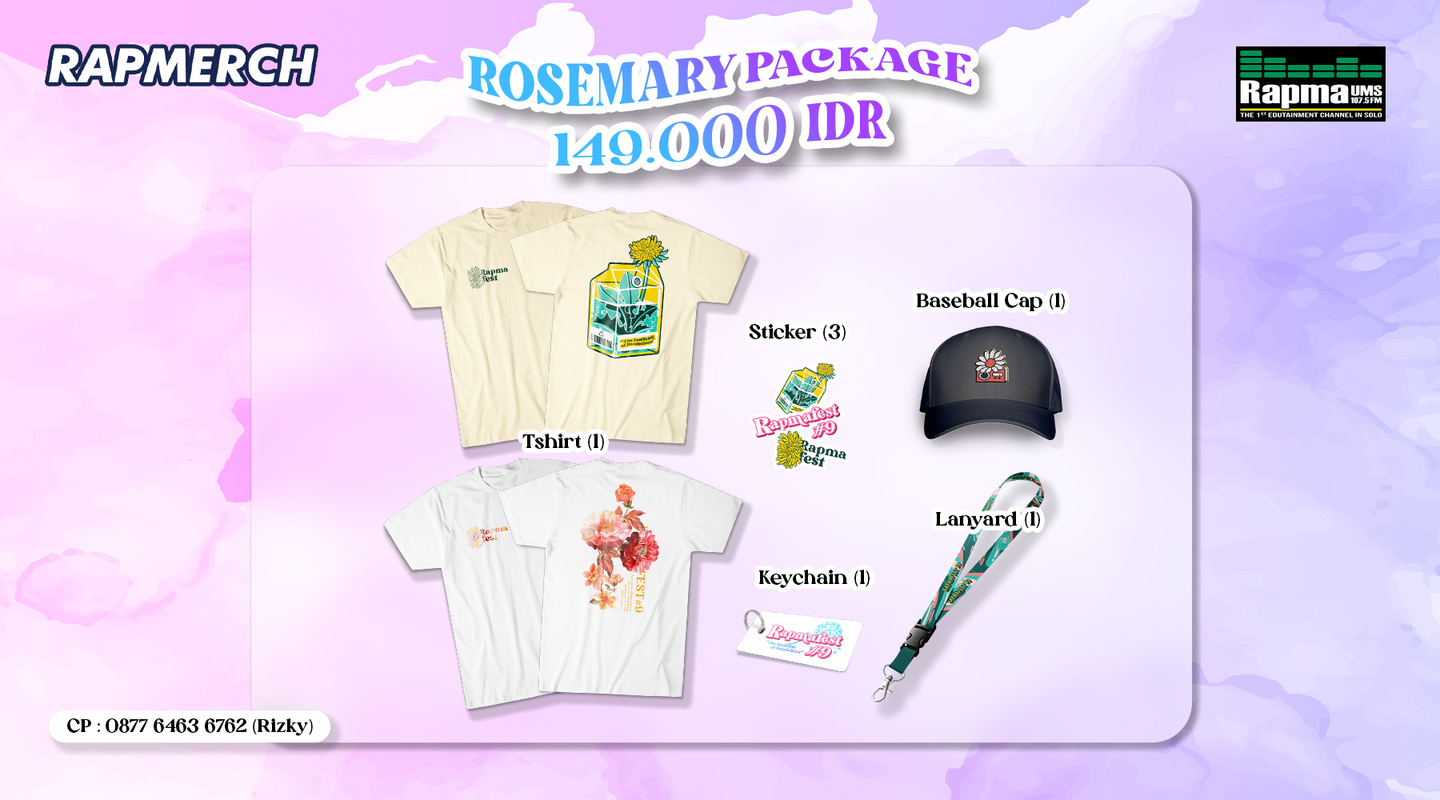 RAPMERCH
ROSEMARY PACKAGE
149.000 IDR
Rapma UMS
107.5 FM
THE 1ST EDUTAINMENT CHANNEL IN SOLO
Rapma
fest
Tshirt (1)
Rapma
fest
EST#9
Sticker (3)
Rapmafest
#9
Rapma
fest
Baseball Cap (1)
Lanyard (1)
Keychain (1)
Rapmafest
#9
CP : 0877 6463 6762 (Rizky)